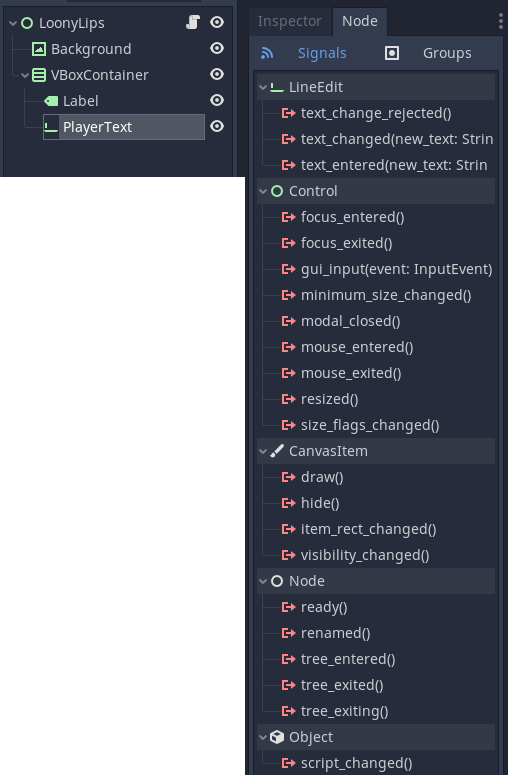 LoonyLips
Background
VBoxContainer
Label
PlayerText
Inspector
Node
Signals
Groups
LineEdit
text_change_rejected()
text_changed(new_text: Strin
text_entered(new_text: Strin
Control
focus_entered()
focus_exited()
gui_input(event: InputEvent)
minimum_size_changed()
modal_closed()
mouse_entered()
mouse_exited()
resized()
size_flags_changed()
CanvasItem
draw()
hide()
item_rect_changed()
visibility_changed()
Node
ready()
renamed()
tree_entered()
tree_exited()
tree_exiting()
Object
script_changed()